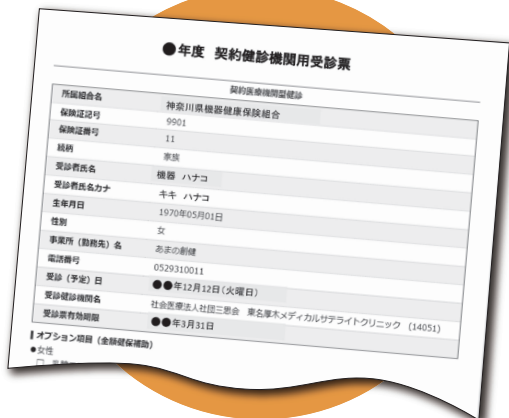 ●年度 契約健診機関用受診票
契約医療機関型健診
所属組合名 神奈川県機器健康保険組合
保険証記号 9901
保険証番号 11
続柄 家族
受診者氏名 機器 ハナコ
受診者氏名カナ キキ ハナコ
生年月日 1970年05月01日
性別 女
事業所（勤務先）名 あまの創健
電話番号 0529310011
受診（予定）日 ●●年12月12日（火曜日）
受診健診機関名 社会医療法人社団三思会 東名厚木メディカルサテライトクリニック (14051)
受診票有効期限 ●●年3月31日
オプション項目（全額健保補助）
●女性